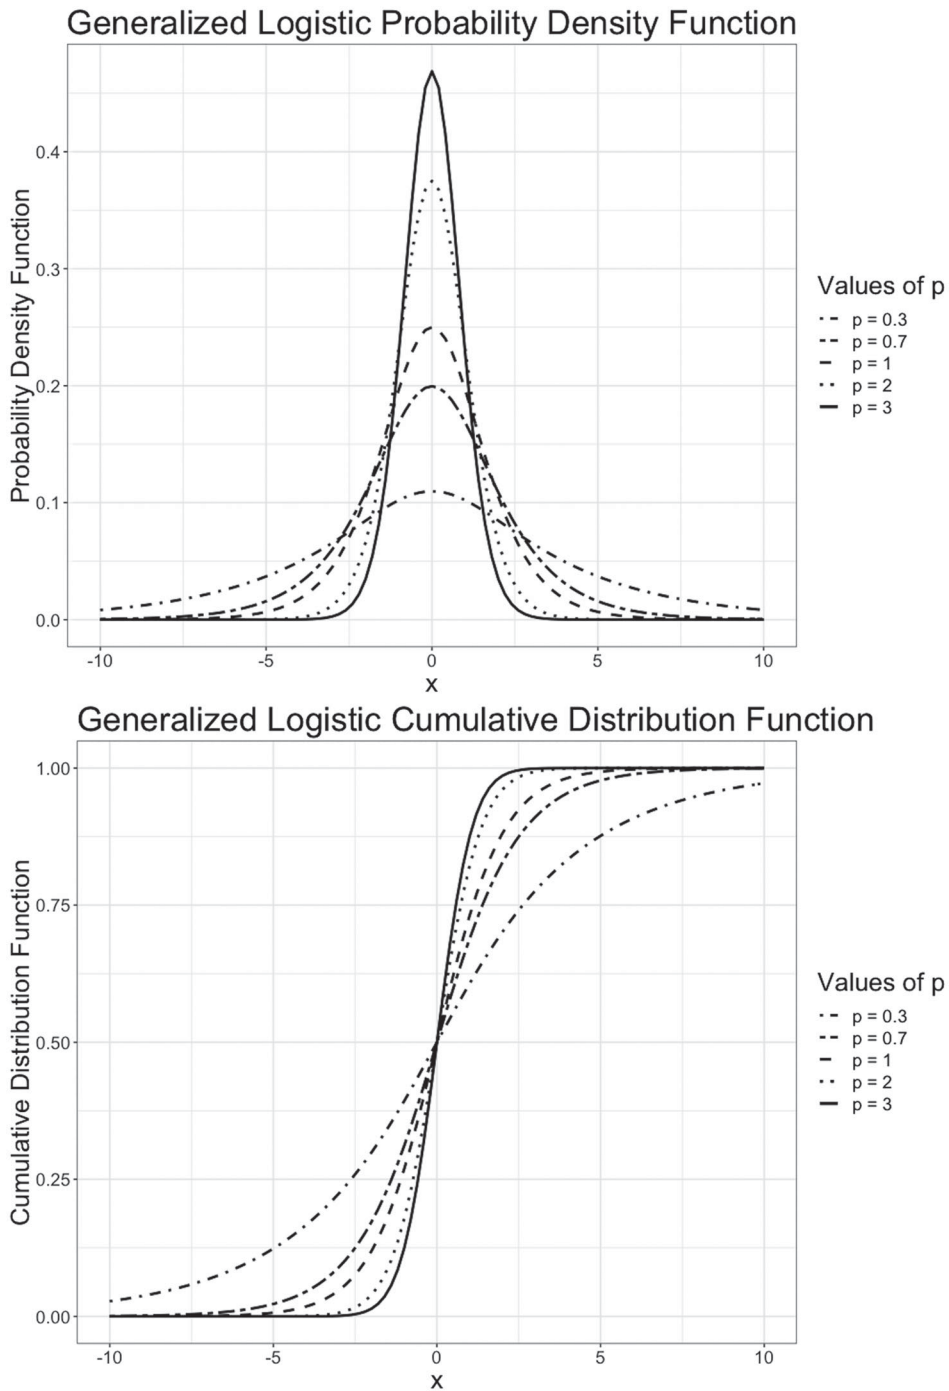 Generalized Logistic Probability Density Function
Probability Density Function
0.4
0.3
0.2
0.1
0.0
-10
-5
0
5
10
x
Values of p
p = 0.3
p = 0.7
p = 1
p = 2
p = 3
Generalized Logistic Cumulative Distribution Function
Cumulative Distribution Function
1.00
0.75
0.50
0.25
0.00
-10
-5
0
5
10
x
Values of p
p = 0.3
p = 0.7
p = 1
p = 2
p = 3